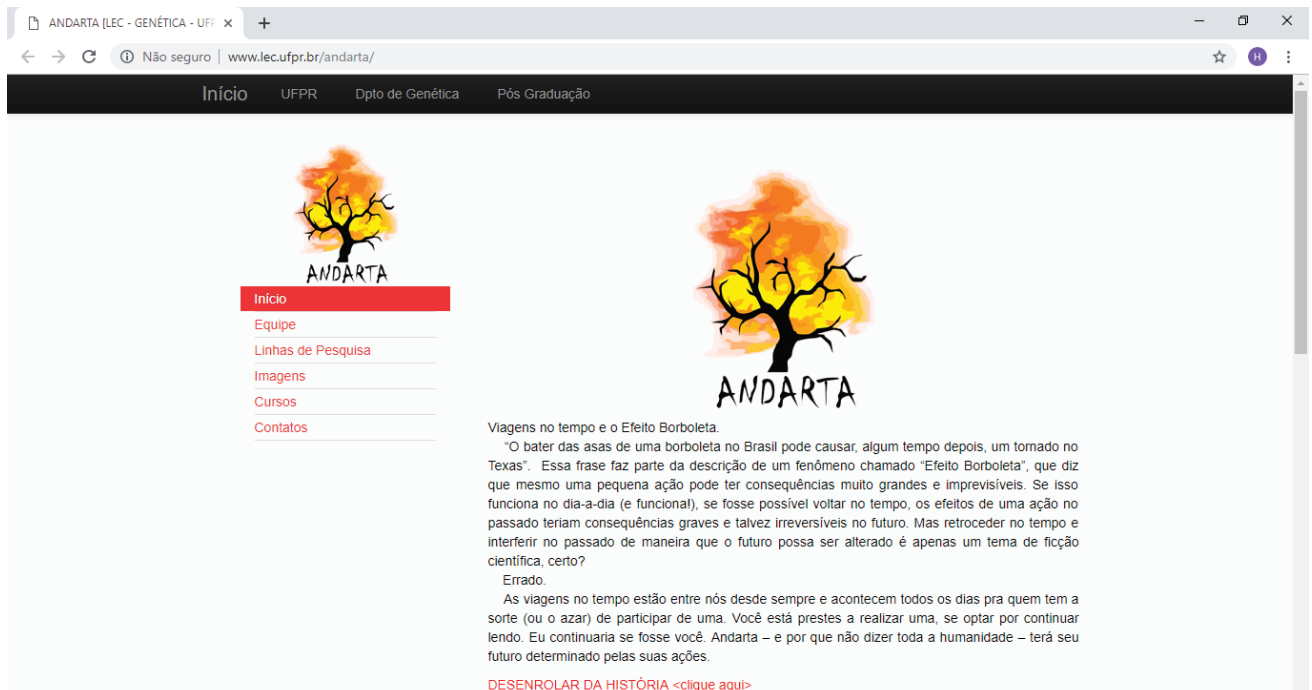 ANDARTA [LEC - GENÉTICA - UFP
Não seguro | www.lec.ufpr.br/andarta/
H
Início UFPR Dpto de Genética Pós Graduação
ANDARTA
Início
Equipe
Linhas de Pesquisa
Imagens
Cursos
Contatos
ANDARTA
Viagens no tempo e o Efeito Borboleta.
“O bater das asas de uma borboleta no Brasil pode causar, algum tempo depois, um tornado no
Texas”. Essa frase faz parte da descrição de um fenômeno chamado “Efeito Borboleta”, que diz
que mesmo uma pequena ação pode ter consequências muito grandes e imprevisíveis. Se isso
funciona no dia-a-dia (e funciona!), se fosse possível voltar no tempo, os efeitos de uma ação no
passado teriam consequências graves e talvez irreversíveis no futuro. Mas retroceder no tempo e
interferir no passado de maneira que o futuro possa ser alterado é apenas um tema de ficção
científica, certo?
Errado.
As viagens no tempo estão entre nós desde sempre e acontecem todos os dias pra quem tem a
sorte (ou o azar) de participar de uma. Você está prestes a realizar uma, se optar por continuar
lendo. Eu continuaria se fosse você. Andarta – e por que não dizer toda a humanidade – terá seu
futuro determinado pelas suas ações.
DESENROLAR DA HISTÓRIA <clique aqui>